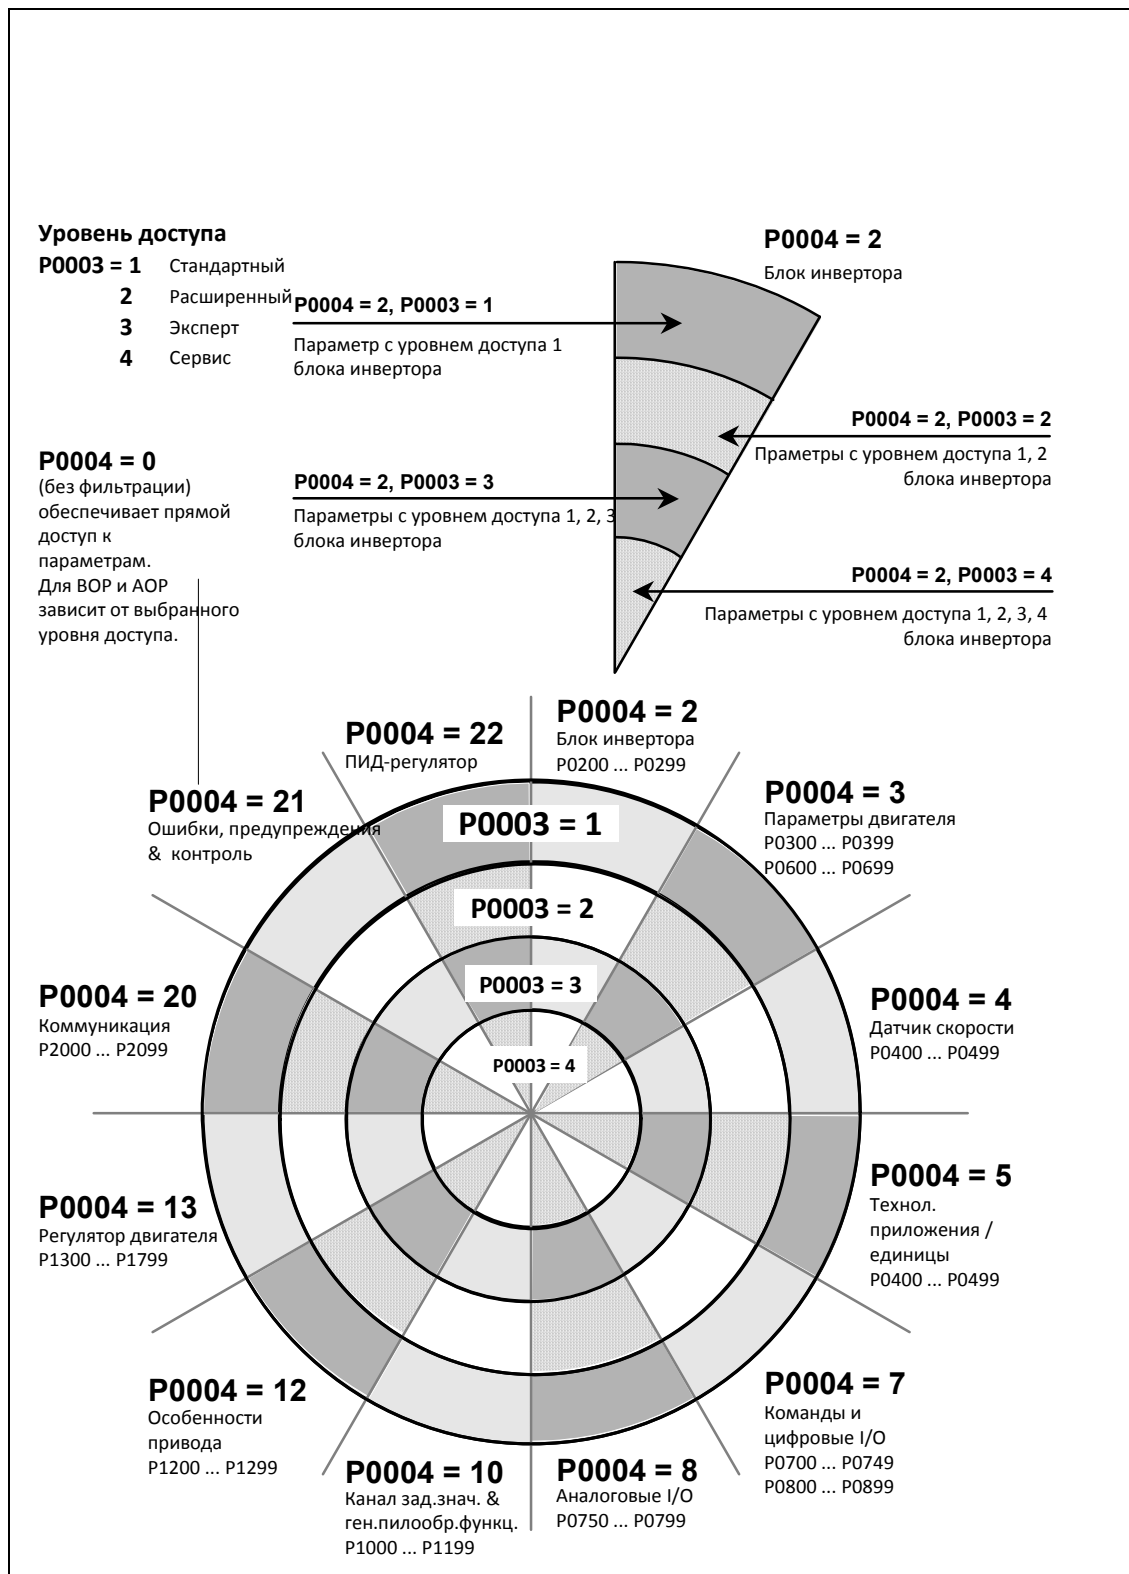 Уровень доступа
P0003 = 1 Стандартный
2 Расширенный
3 Эксперт
4 Сервис
P0004 = 2
Блок инвертора
P0004 = 2, P0003 = 1
Параметр с уровнем доступа 1
блока инвертора
P0004 = 2, P0003 = 2
Праметры с уровнем доступа 1, 2
блока инвертора
P0004 = 0
(без фильтрации)
обеспечивает прямой
доступ к
параметрам.
Для BOP и AOP
зависит от выбранного
уровня доступа.
P0004 = 2, P0003 = 3
Параметры с уровнем доступа 1, 2, 3
блока инвертора
P0004 = 2, P0003 = 4
Параметры с уровнем доступа 1, 2, 3, 4
блока инвертора
P0004 = 22
ПИД-регулятор
P0004 = 2
Блок инвертора
P0200 ... P0299
P0004 = 21
Ошибки, предупреждения
& контроль
P0004 = 3
Параметры двигателя
P0300 ... P0399
P0600 ... P0699
P0003 = 1
P0003 = 2
P0003 = 3
P0003 = 4
P0004 = 20
Коммуникация
P2000 ... P2099
P0004 = 4
Датчик скорости
P0400 ... P0499
P0004 = 13
Регулятор двигателя
P1300 ... P1799
P0004 = 5
Технол.
приложения /
единицы
P0400 ... P0499
P0004 = 12
Особенности
привода
P1200 ... P1299
P0004 = 7
Команды и
цифровые I/O
P0700 ... P0749
P0800 ... P0899
P0004 = 10
Канал зад.знач. &
ген.пилообр.функц.
P1000 ... P1199
P0004 = 8
Аналоговые I/O
P0750 ... P0799